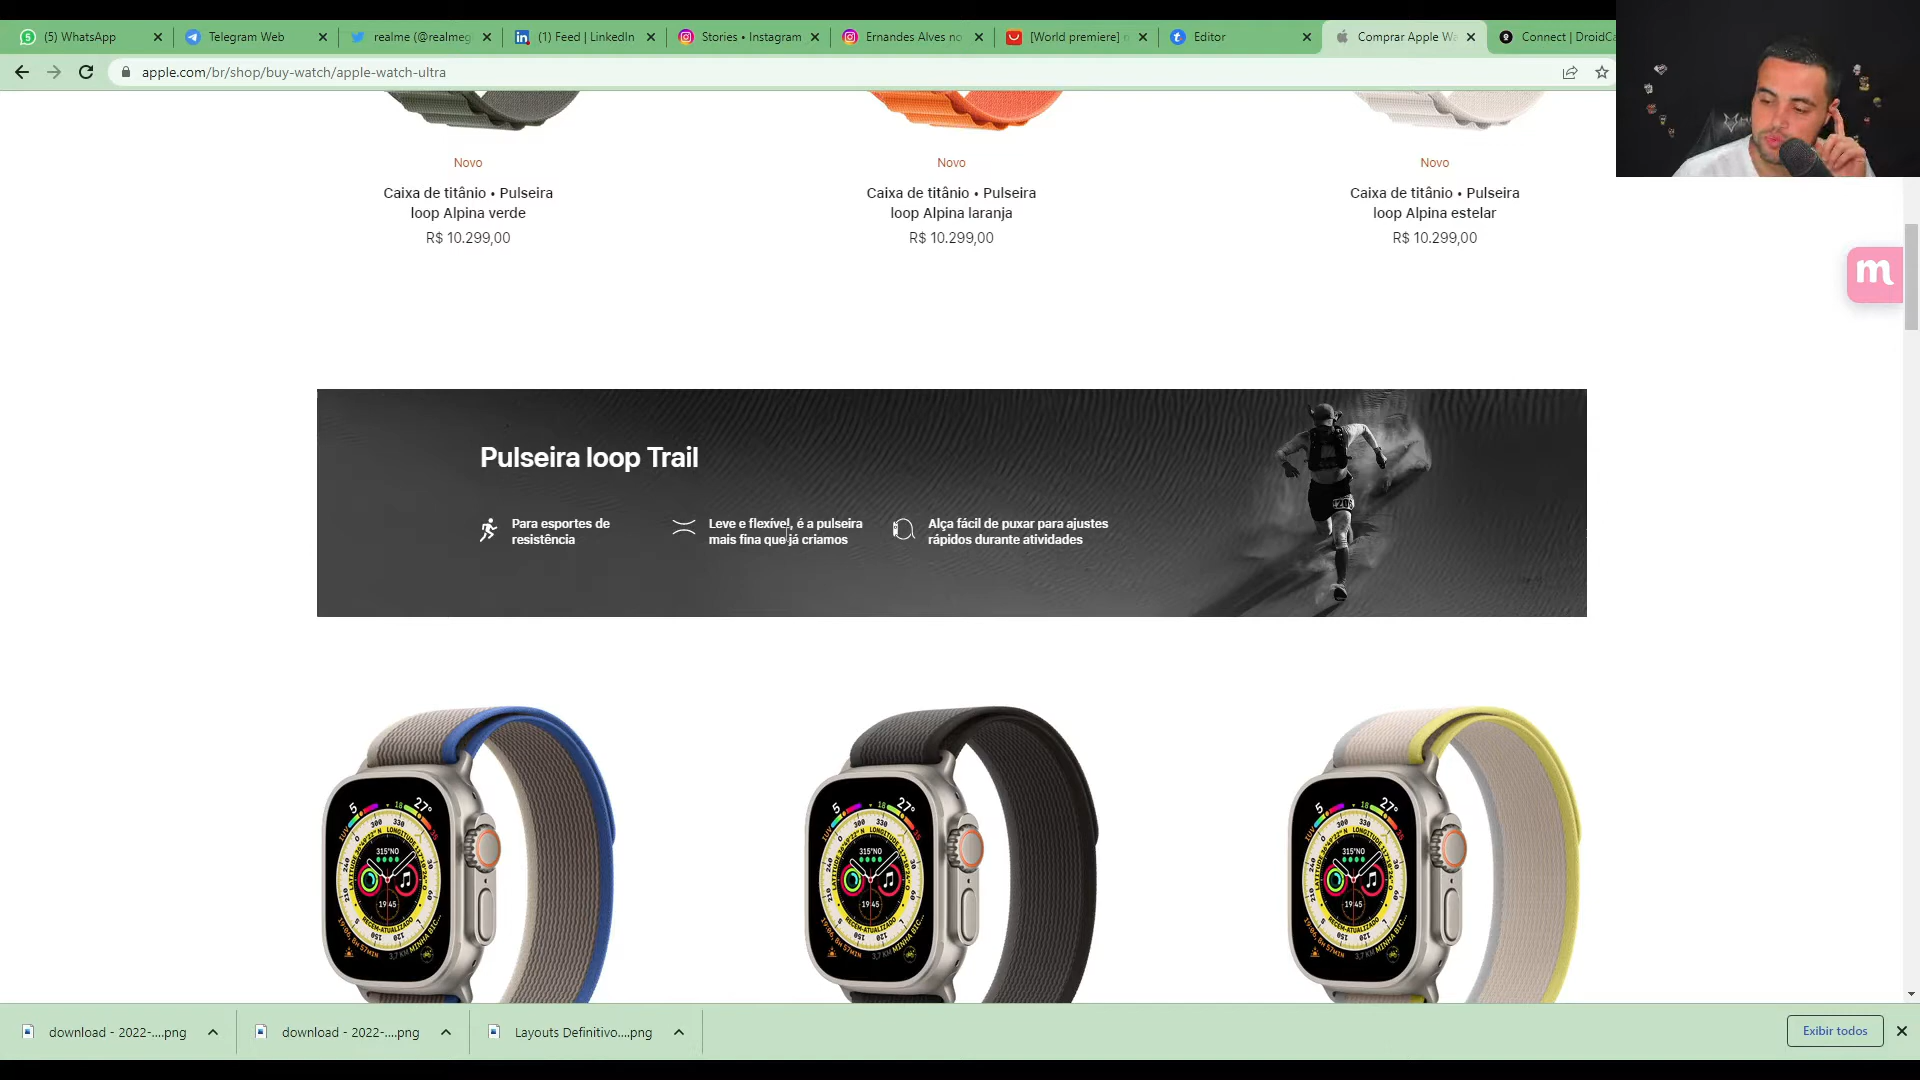 (5) WhatsApp
Telegram Web
realme (@realmeg
(1) Feed | LinkedIn
Stories • Instagram
Ernandes Alves no
[World premiere]
Editor
Comprar Apple Wa
Connect | DroidCa
apple.com/br/shop/buy-watch/apple-watch-ultra
Novo
Caixa de titânio • Pulseira
loop Alpina verde
R$ 10.299,00
Novo
Caixa de titânio • Pulseira
loop Alpina laranja
R$ 10.299,00
Novo
Caixa de titânio • Pulseira
loop Alpina estelar
R$ 10.299,00
m
Pulseira loop Trail
Para esportes de
resistência
Leve e flexível, é a pulseira
mais fina que já criamos
Alça fácil de puxar para ajustes
rápidos durante atividades
download - 2022-....png
download - 2022-....png
Layouts Definitivo....png
Exibir todos